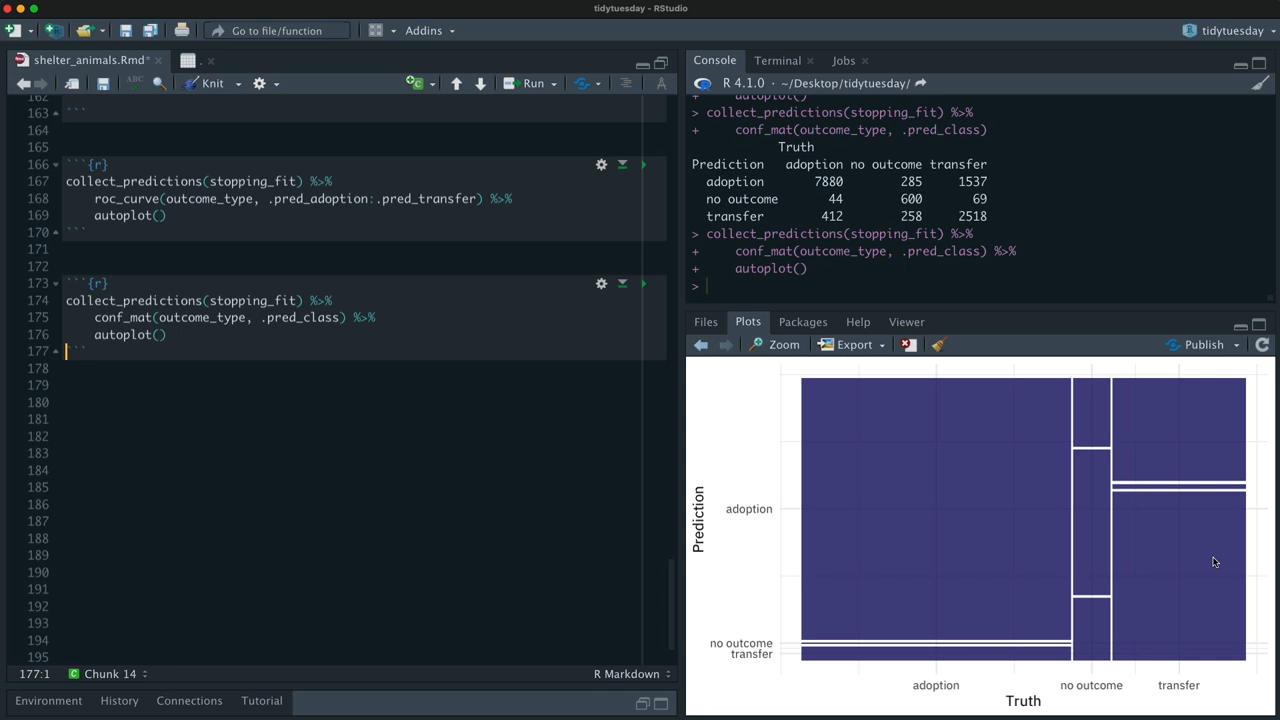 tidytuesday - RStudio
Go to file/function
Addins
tidytuesday
shelter_animals.Rmd*
.
ABC
Knit
Run
162
163 ```
164
165
166 ```{r}
167 collect_predictions(stopping_fit) %>%
168 roc_curve(outcome_type, .pred_adoption:.pred_transfer) %>%
169 autoplot()
170 ```
171
172
173 ```{r}
174 collect_predictions(stopping_fit) %>%
175 conf_mat(outcome_type, .pred_class) %>%
176 autoplot()
177 ```
178
179
180
181
182
183
184
185
186
187
188
189
190
191
192
193
194
195
177:1
Chunk 14
R Markdown
Environment History Connections Tutorial
Console Terminal Jobs
R 4.1.0 · ~/Desktop/tidytuesday/
+ autoplot()
> collect_predictions(stopping_fit) %>%
+ conf_mat(outcome_type, .pred_class)
Truth
Prediction adoption no outcome transfer
adoption 7880 285 1537
no outcome 44 600 69
transfer 412 258 2518
> collect_predictions(stopping_fit) %>%
+ conf_mat(outcome_type, .pred_class) %>%
+ autoplot()
>
Files Plots Packages Help Viewer
Zoom Export Publish
Prediction
adoption
no outcome
transfer
adoption no outcome transfer
Truth